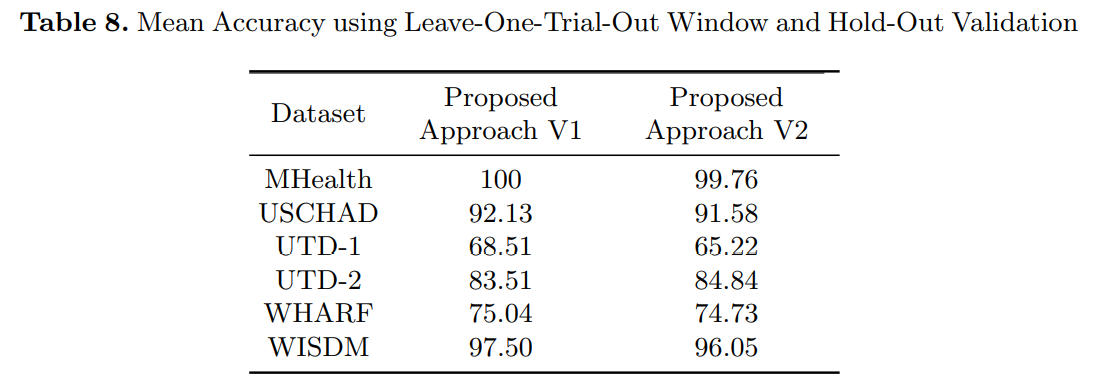 Table 8. Mean Accuracy using Leave-One-Trial-Out Window and Hold-Out Validation
Dataset Proposed Approach V1 Proposed Approach V2
MHealth 100 99.76
USCHAD 92.13 91.58
UTD-1 68.51 65.22
UTD-2 83.51 84.84
WHARF 75.04 74.73
WISDM 97.50 96.05